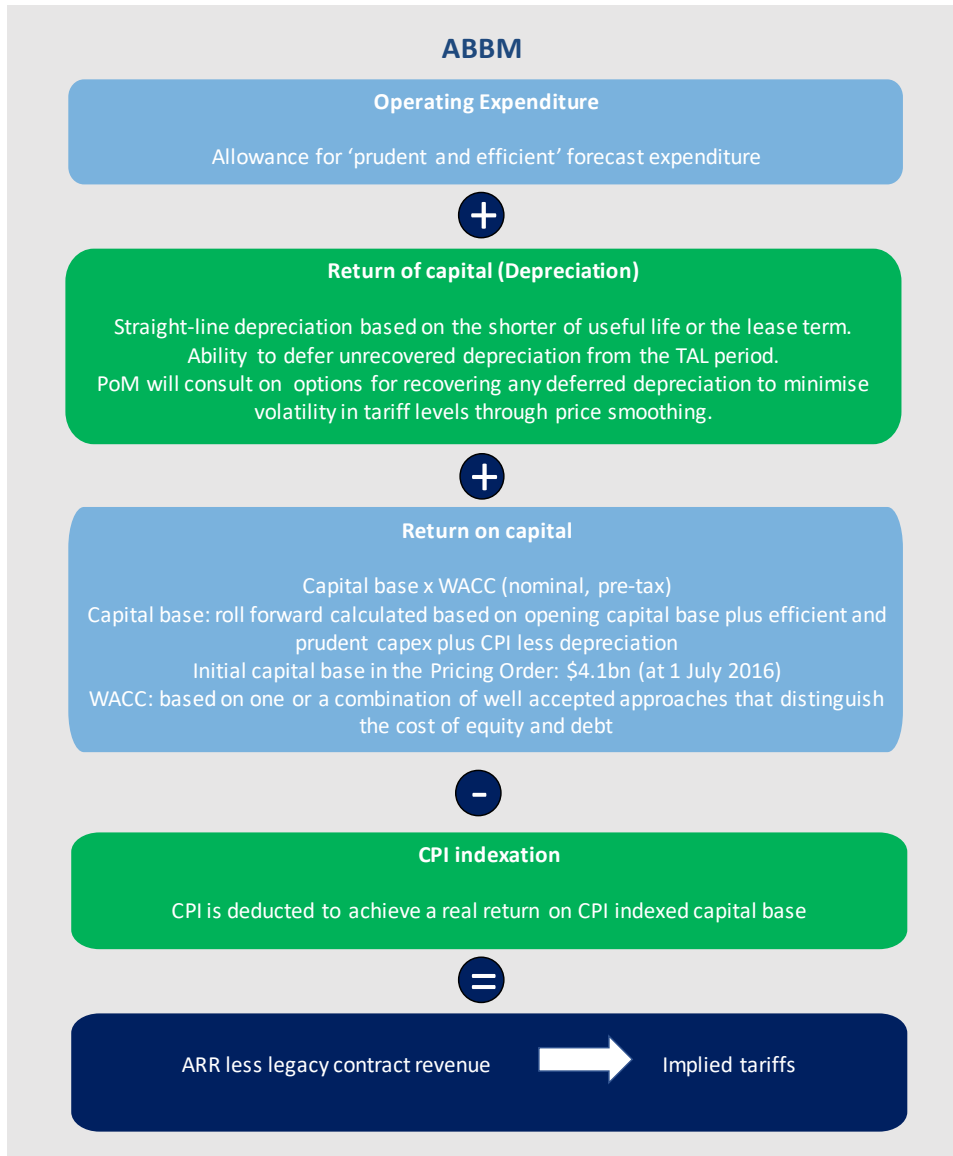 ABBM
Operating Expenditure
Allowance for ‘prudent and efficient’ forecast expenditure
+
Return of capital (Depreciation)
Straight-line depreciation based on the shorter of useful life or the lease term.
Ability to defer unrecovered depreciation from the TAL period.
PoM will consult on options for recovering any deferred depreciation to minimise
volatility in tariff levels through price smoothing.
+
Return on capital
Capital base x WACC (nominal, pre-tax)
Capital base: roll forward calculated based on opening capital base plus efficient and
prudent capex plus CPI less depreciation
Initial capital base in the Pricing Order: $4.1bn (at 1 July 2016)
WACC: based on one or a combination of well accepted approaches that distinguish
the cost of equity and debt
-
CPI indexation
CPI is deducted to achieve a real return on CPI indexed capital base
=
ARR less legacy contract revenue Implied tariffs